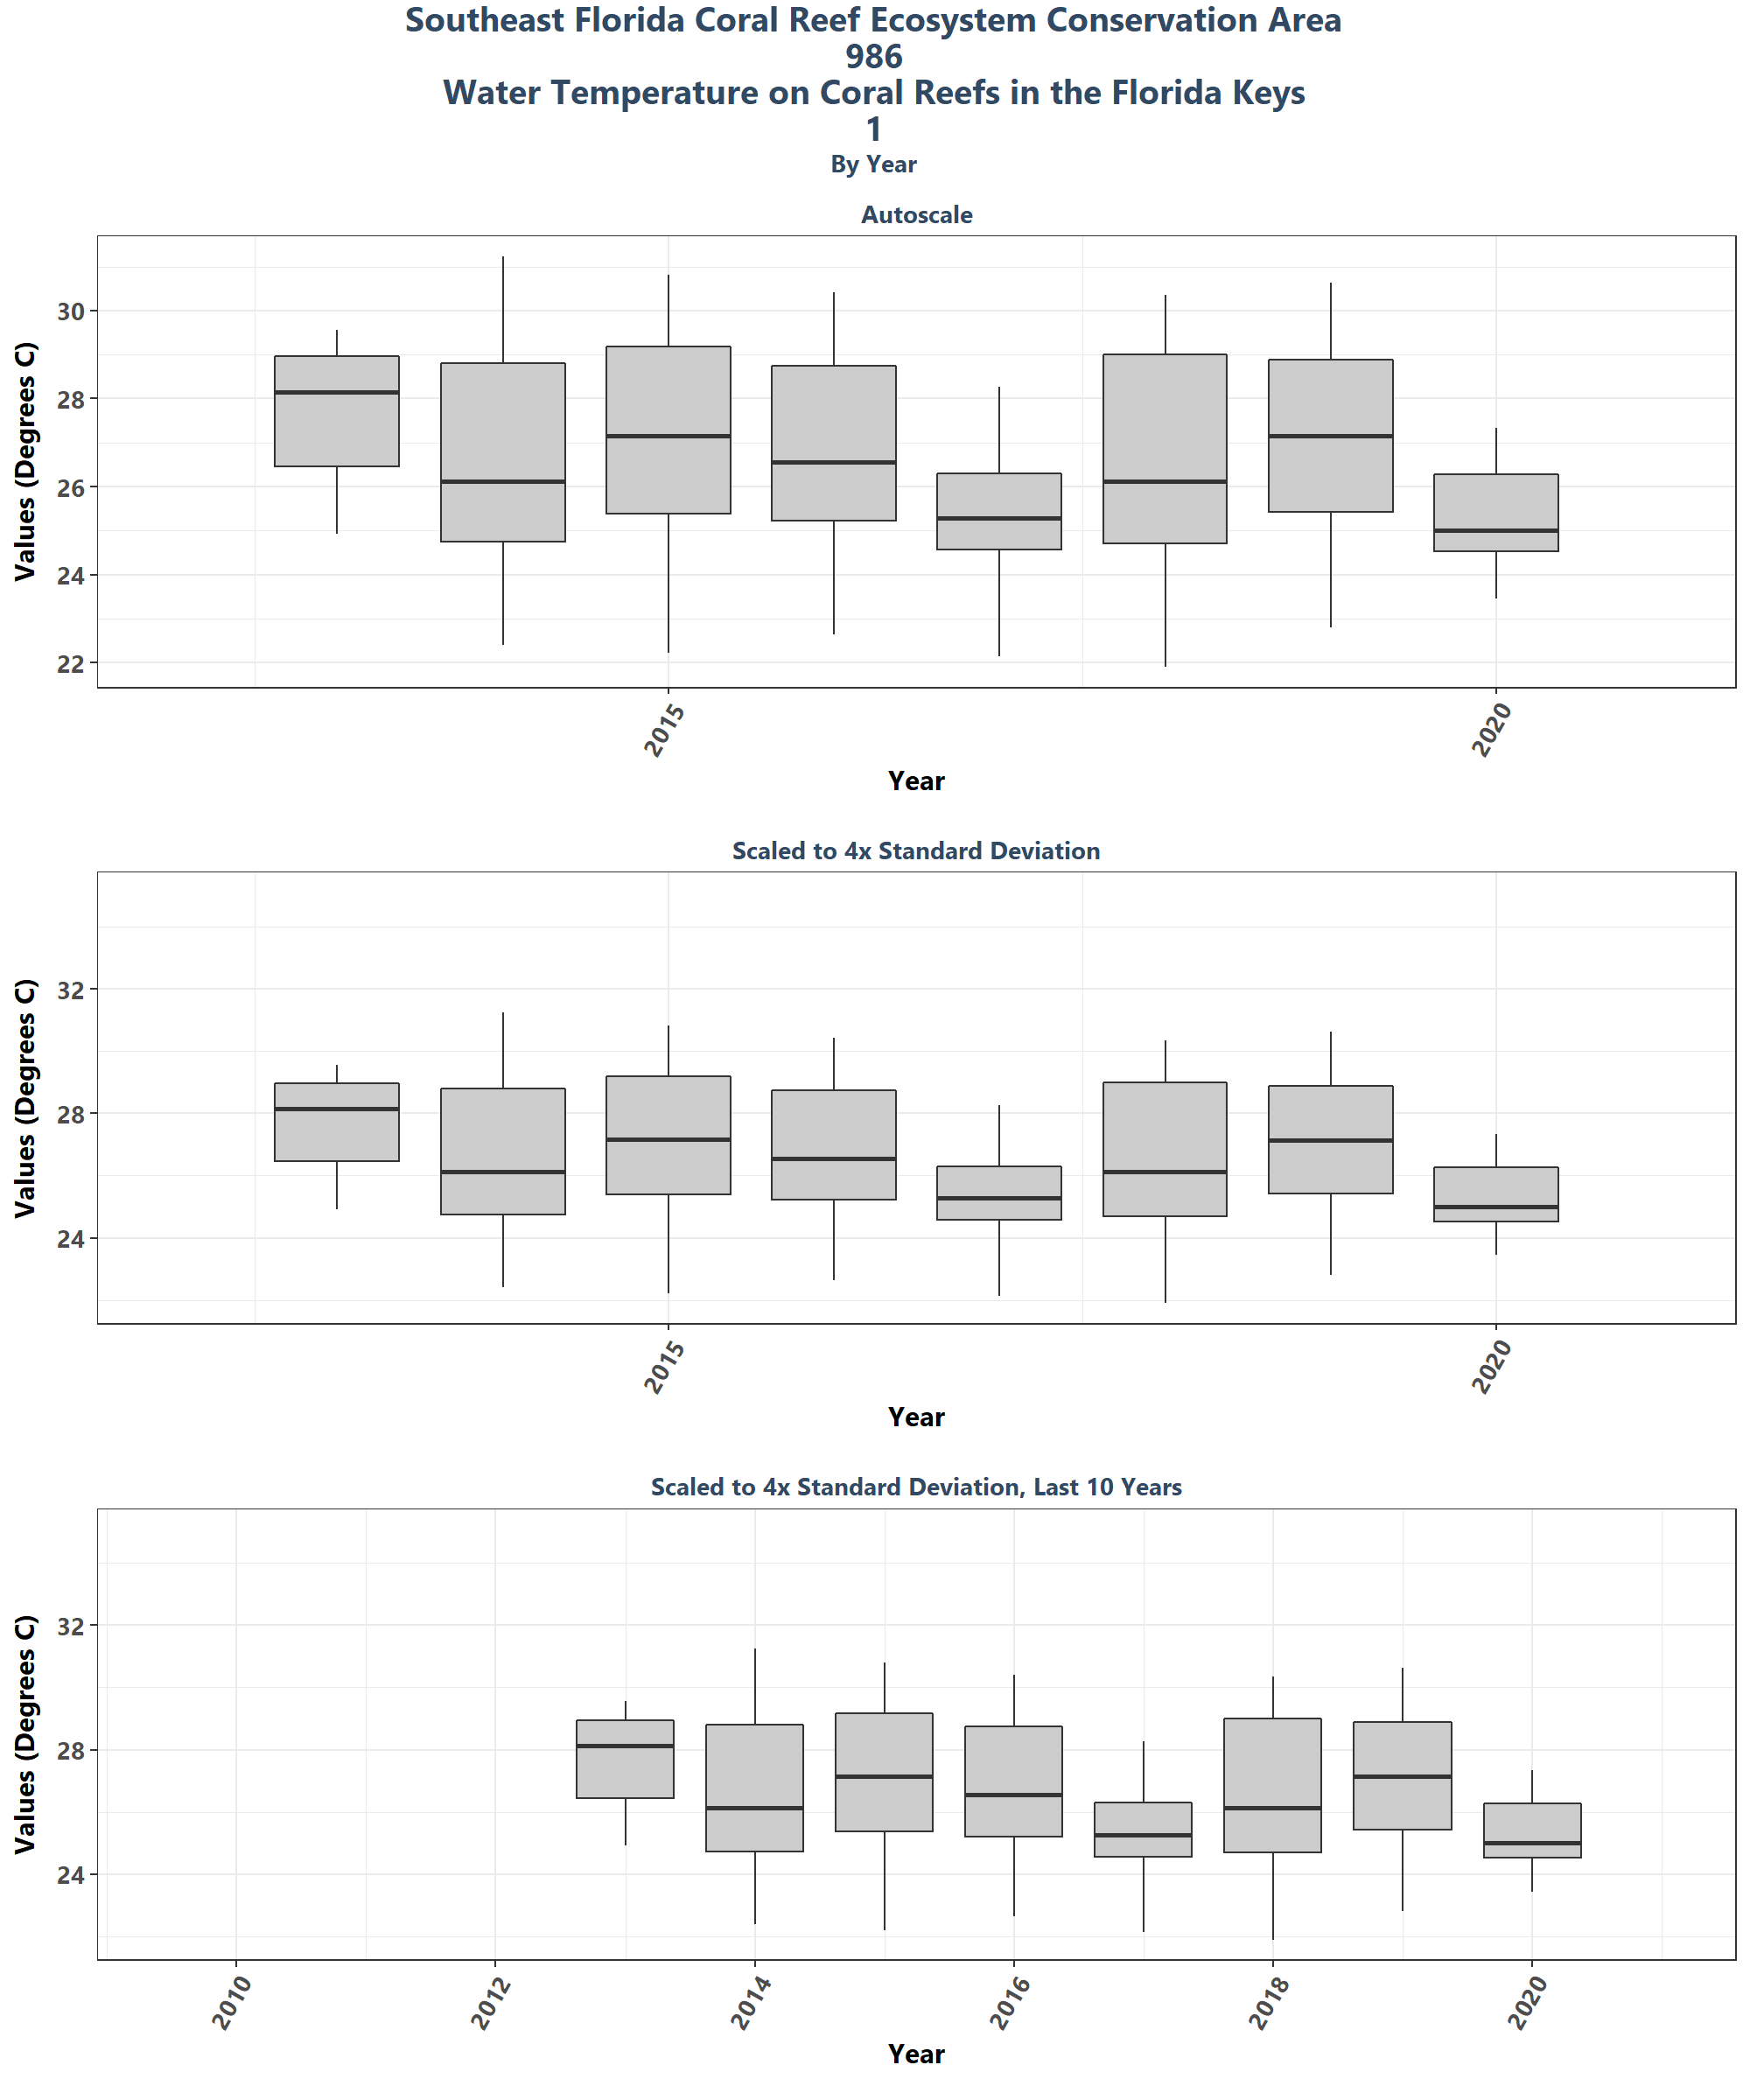 Southeast Florida Coral Reef Ecosystem Conservation Area
986
Water Temperature on Coral Reefs in the Florida Keys
1
By Year
Autoscale
Values (Degrees C)
30
28
26
24
22
2015
2020
Year
Scaled to 4x Standard Deviation
Values (Degrees C)
32
28
24
2015
2020
Year
Scaled to 4x Standard Deviation, Last 10 Years
Values (Degrees C)
32
28
24
2010
2012
2014
2016
2018
2020
Year